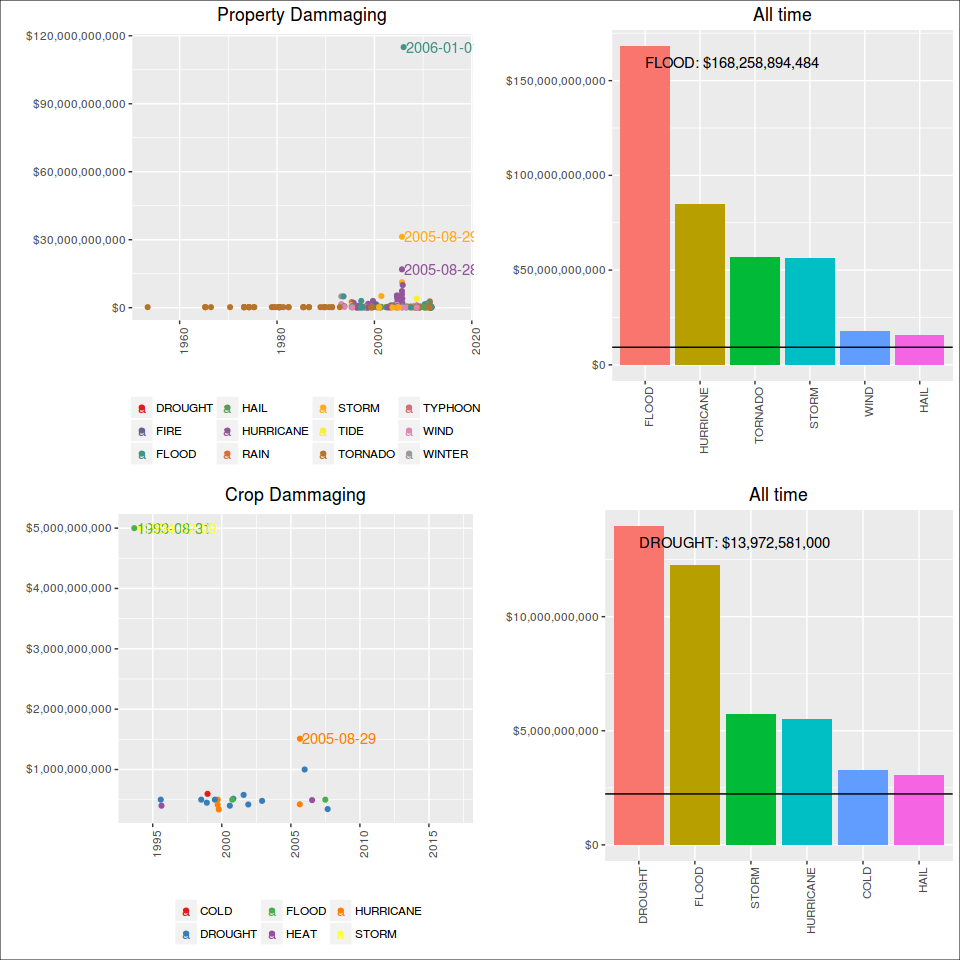 Property Dammaging
$120,000,000,000
$90,000,000,000
$60,000,000,000
$30,000,000,000
$0
2006-01-0
2005-08-29
2005-08-28
1960
1980
2000
2020
DROUGHT HAIL STORM TYPHOON
FIRE HURRICANE TIDE WIND
FLOOD RAIN TORNADO WINTER
All time
$150,000,000,000
$100,000,000,000
$50,000,000,000
$0
FLOOD: $168,258,894,484
FLOOD
HURRICANE
TORNADO
STORM
WIND
HAIL
Crop Dammaging
$5,000,000,000
$4,000,000,000
$3,000,000,000
$2,000,000,000
$1,000,000,000
1993-08-31
2005-08-29
1995
2000
2005
2010
2015
COLD FLOOD HURRICANE
DROUGHT HEAT STORM
All time
$10,000,000,000
$5,000,000,000
$0
DROUGHT: $13,972,581,000
DROUGHT
FLOOD
STORM
HURRICANE
COLD
HAIL